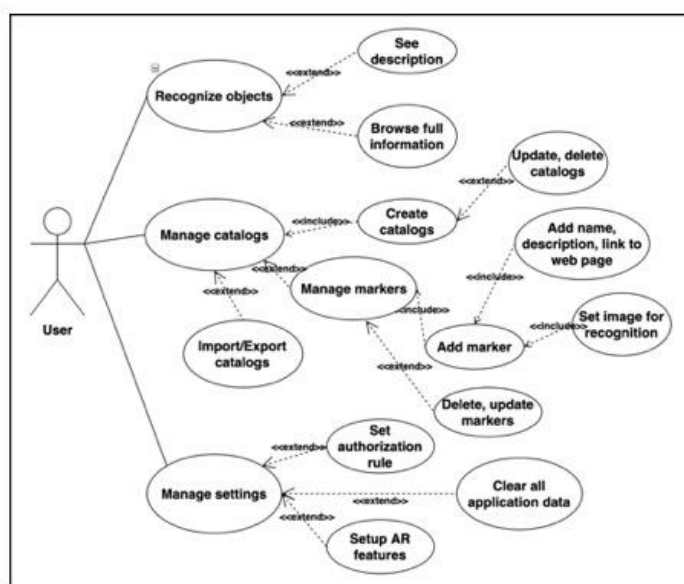 See
description
<<extend>>
Recognize objects
<<extend>>
Browse full
information
Update, delete
catalogs
<<extend>>
Create
catalogs
<<include>>
Manage catalogs
Add name,
description, link to
web page
<<extend>>
Manage markers
<<include>>
<<extend>>
<<include>>
Set image for
recognition
<<include>>
User
Import/Export
catalogs
Add marker
<<extend>>
Delete, update
markers
Set
authorization
rule
<<extend>>
Manage settings
Clear all
application data
<<extend>>
<<extend>>
Setup AR
features